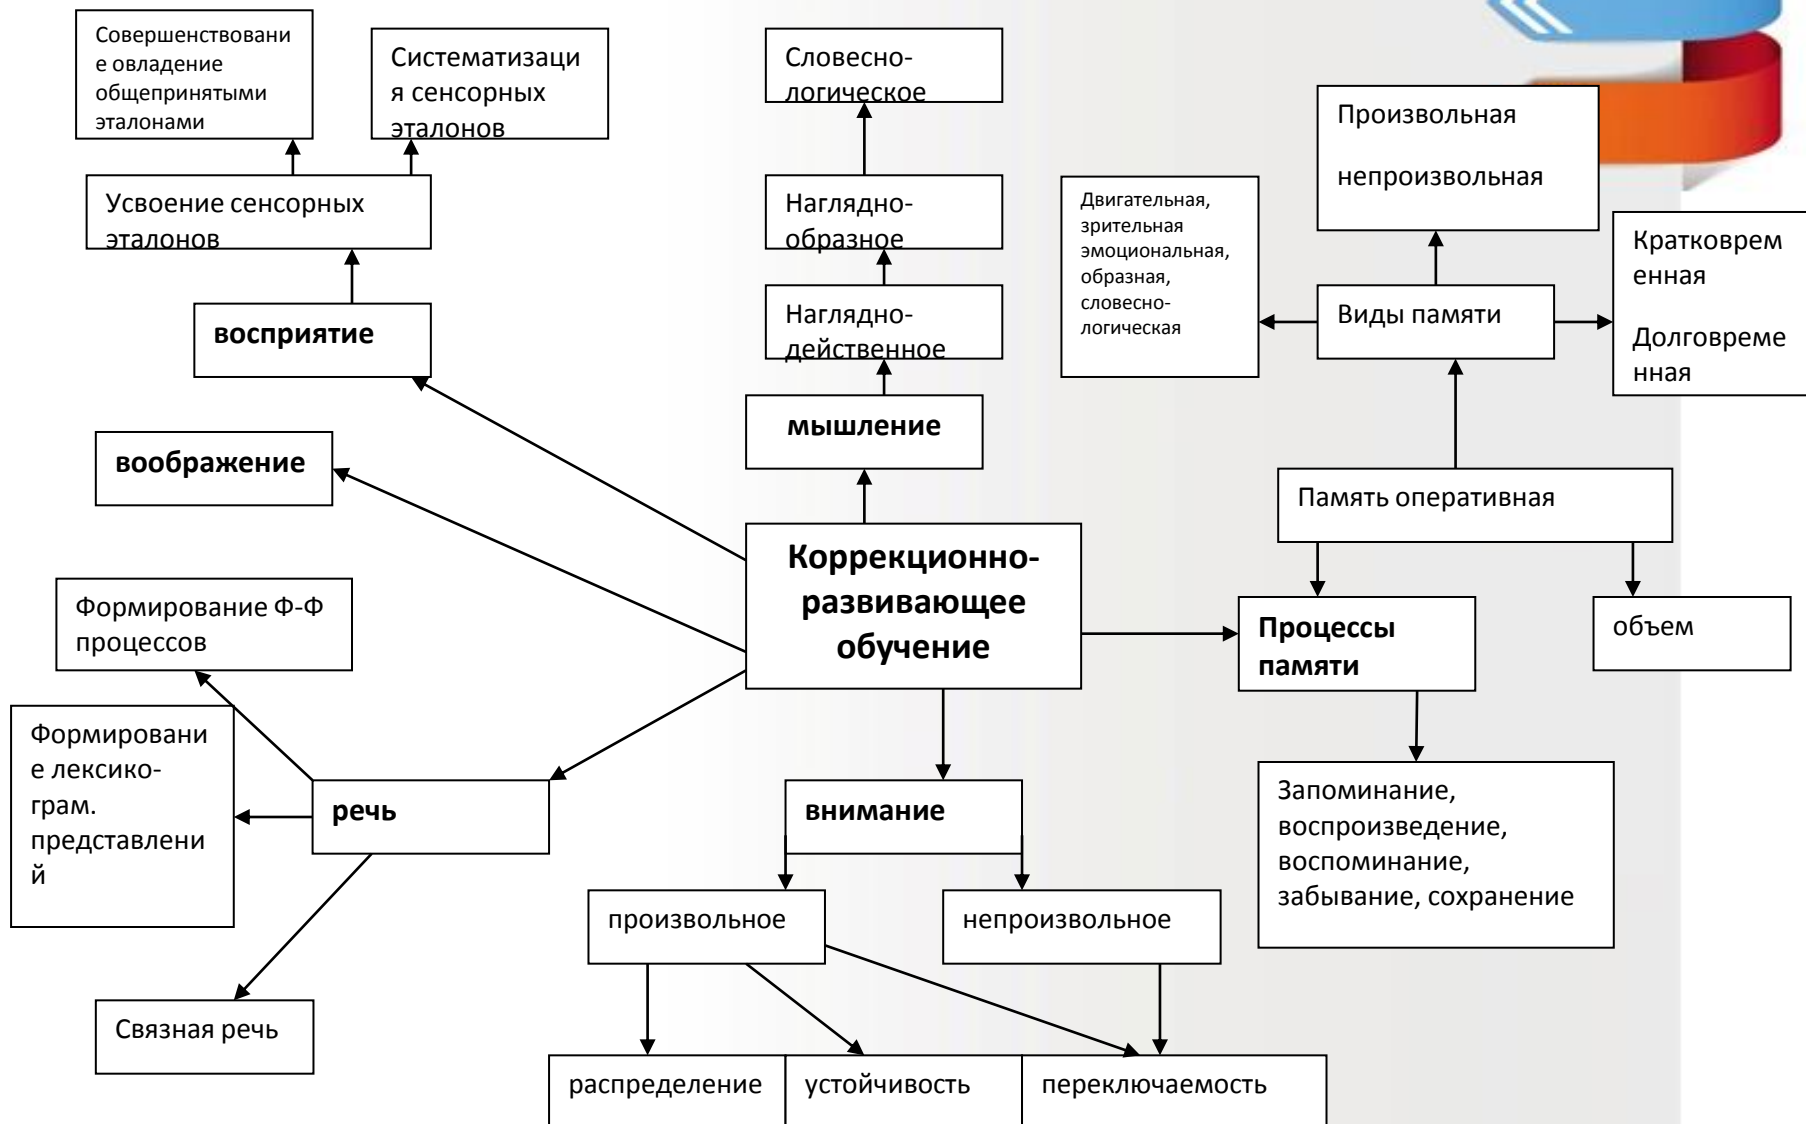 Совершенствовани
е овладение
общепринятыми
эталонами
Систематизаци
я сенсорных
эталонов
Словесно-
логическое
Произвольная
непроизвольная
Усвоение сенсорных
эталонов
Наглядно-
образное
Двигательная,
зрительная
эмоциональная,
образная,
словесно-
логическая
Кратковрем
енная
Долговреме
нная
восприятие
Наглядно-
действенное
Виды памяти
мышление
воображение
Память оперативная
Коррекционно-
развивающее
обучение
Формирование Ф-Ф
процессов
Процессы
памяти
объем
Формировани
е лексико-
грам.
представлени
й
речь
внимание
Запоминание,
воспроизведение,
воспоминание,
забывание, сохранение
произвольное
непроизвольное
Связная речь
распределение
устойчивость
переключаемость